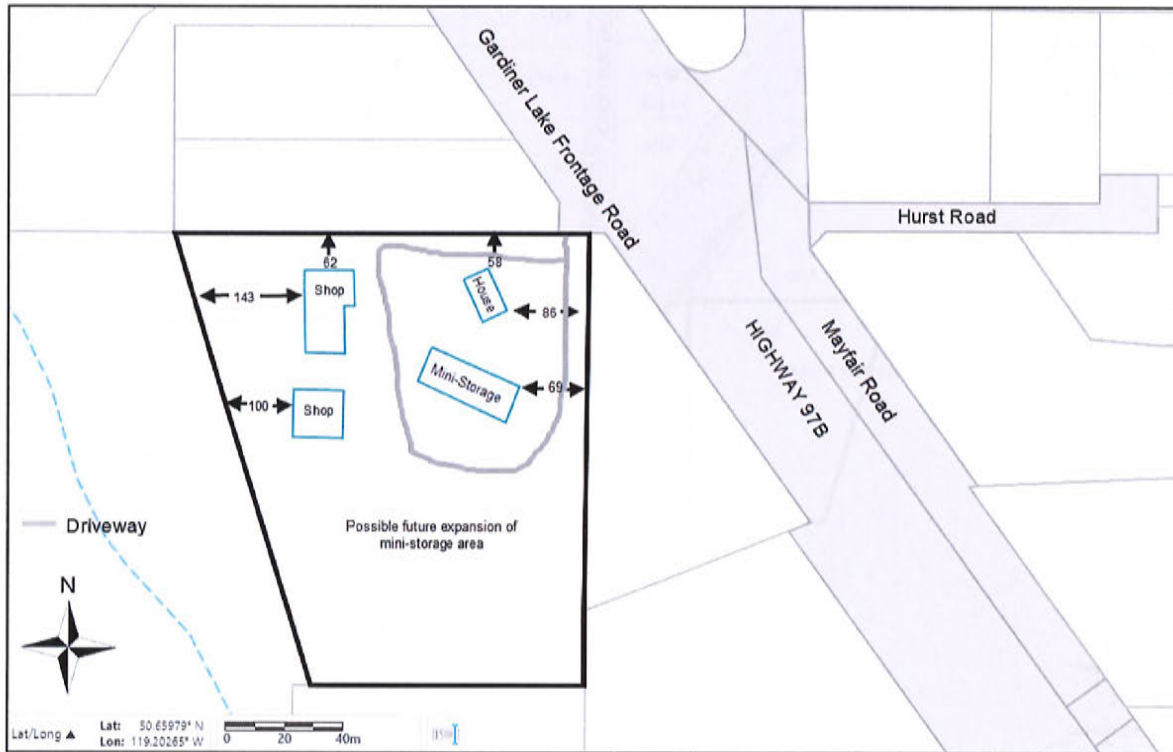 Gardiner Lake Frontage Road
Hurst Road
62
58
Shop
House
143
86
HIGHWAY 97B
Mayfair Road
Mini-Storage
69
100
Shop
Driveway
Possible future expansion of
mini-storage area
N
Lat/Long ▲
Lat: 50.65979° N
Lon: 119.20265° W
0 20 40m